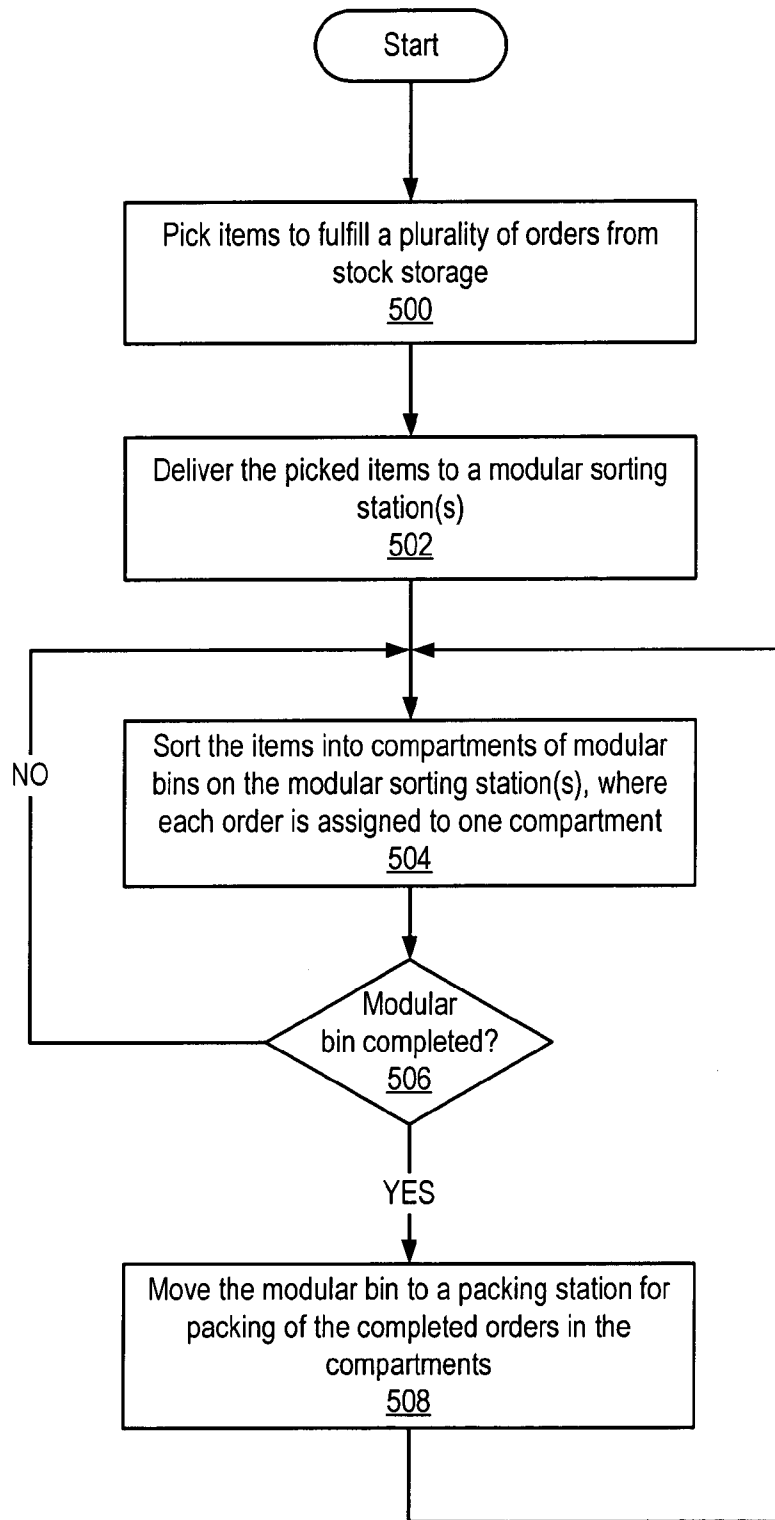 Start
Pick items to fulfill a plurality of orders from
stock storage
500
Deliver the picked items to a modular sorting
station(s)
502
Sort the items into compartments of modular
bins on the modular sorting station(s), where
each order is assigned to one compartment
504
NO
Modular
bin completed?
506
YES
Move the modular bin to a packing station for
packing of the completed orders in the
compartments
508